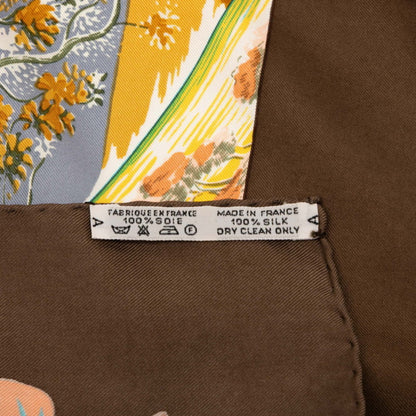 FABRIQUE EN FRANCE
100% SOIE
A
F
MADE IN FRANCE
100% SILK
DRY CLEAN ONLY
A